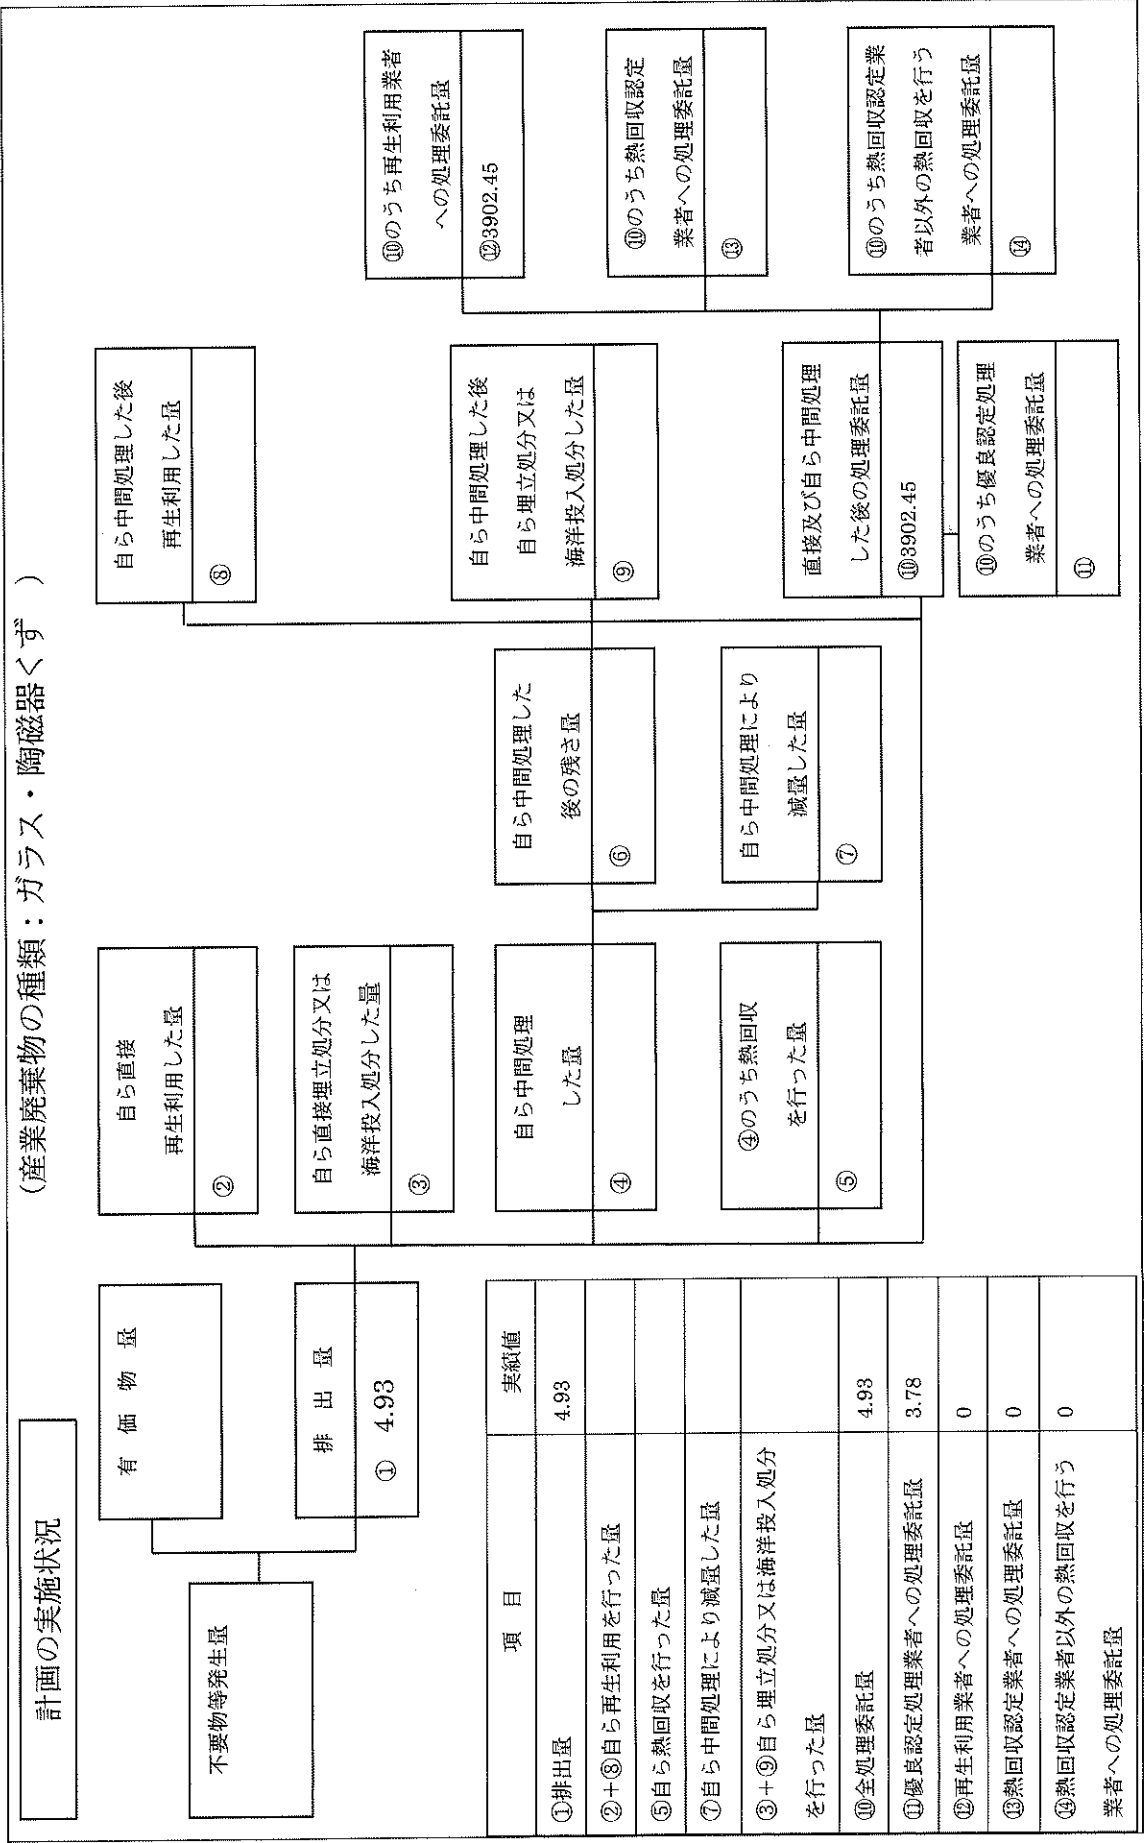 計画の実施状況
(産業廃棄物の種類：ガラス・陶磁器くず )
不要物等発生量
有 価 物 量
排 出 量
① 4.93
自ら直接
再生利用した量
②
自ら直接埋立処分又は
海洋投入処分した量
③
自ら中間処理
した量
④
④のうち熱回収
を行った量
⑤
自ら中間処理した
後の残さ量
⑥
自ら中間処理により
減量した量
⑦
自ら中間処理した後
再生利用した量
⑧
自ら中間処理した後
自ら埋立処分又は
海洋投入処分した量
⑨
直接及び自ら中間処理
した後の処理委託量
⑩3902.45
⑩のうち優良認定処理
業者への処理委託量
⑪
⑩のうち再生利用業者
への処理委託量
⑫3902.45
⑩のうち熱回収認定
業者への処理委託量
⑬
⑩のうち熱回収認定業
者以外の熱回収を行う
業者への処理委託量
⑭
項 目 実績値
①排出量 4.93
②+⑧自ら再生利用を行った量
⑤自ら熱回収を行った量
⑦自ら中間処理により減量した量
③+⑨自ら埋立処分又は海洋投入処分
を行った量
⑩全処理委託量 4.93
⑪優良認定処理業者への処理委託量 3.78
⑫再生利用業者への処理委託量 0
⑬熱回収認定業者への処理委託量 0
⑭熱回収認定業者以外の熱回収を行う 0
業者への処理委託量